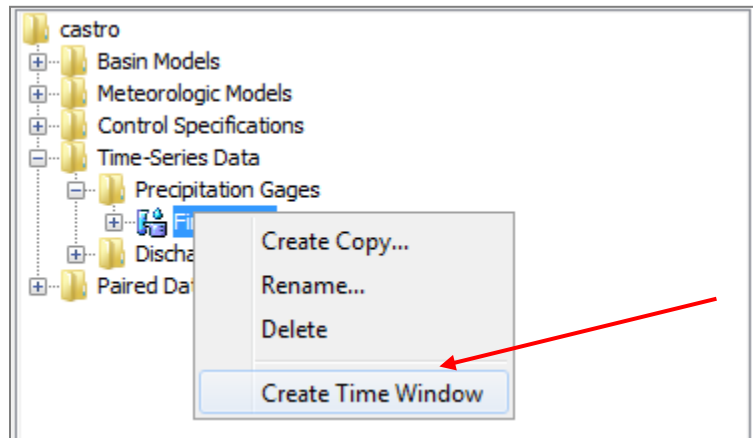 castro
Basin Models
Meteorologic Models
Control Specifications
Time-Series Data
Precipitation Gages
Create Copy...
Paired
Rename...
Delete
Create Time Window